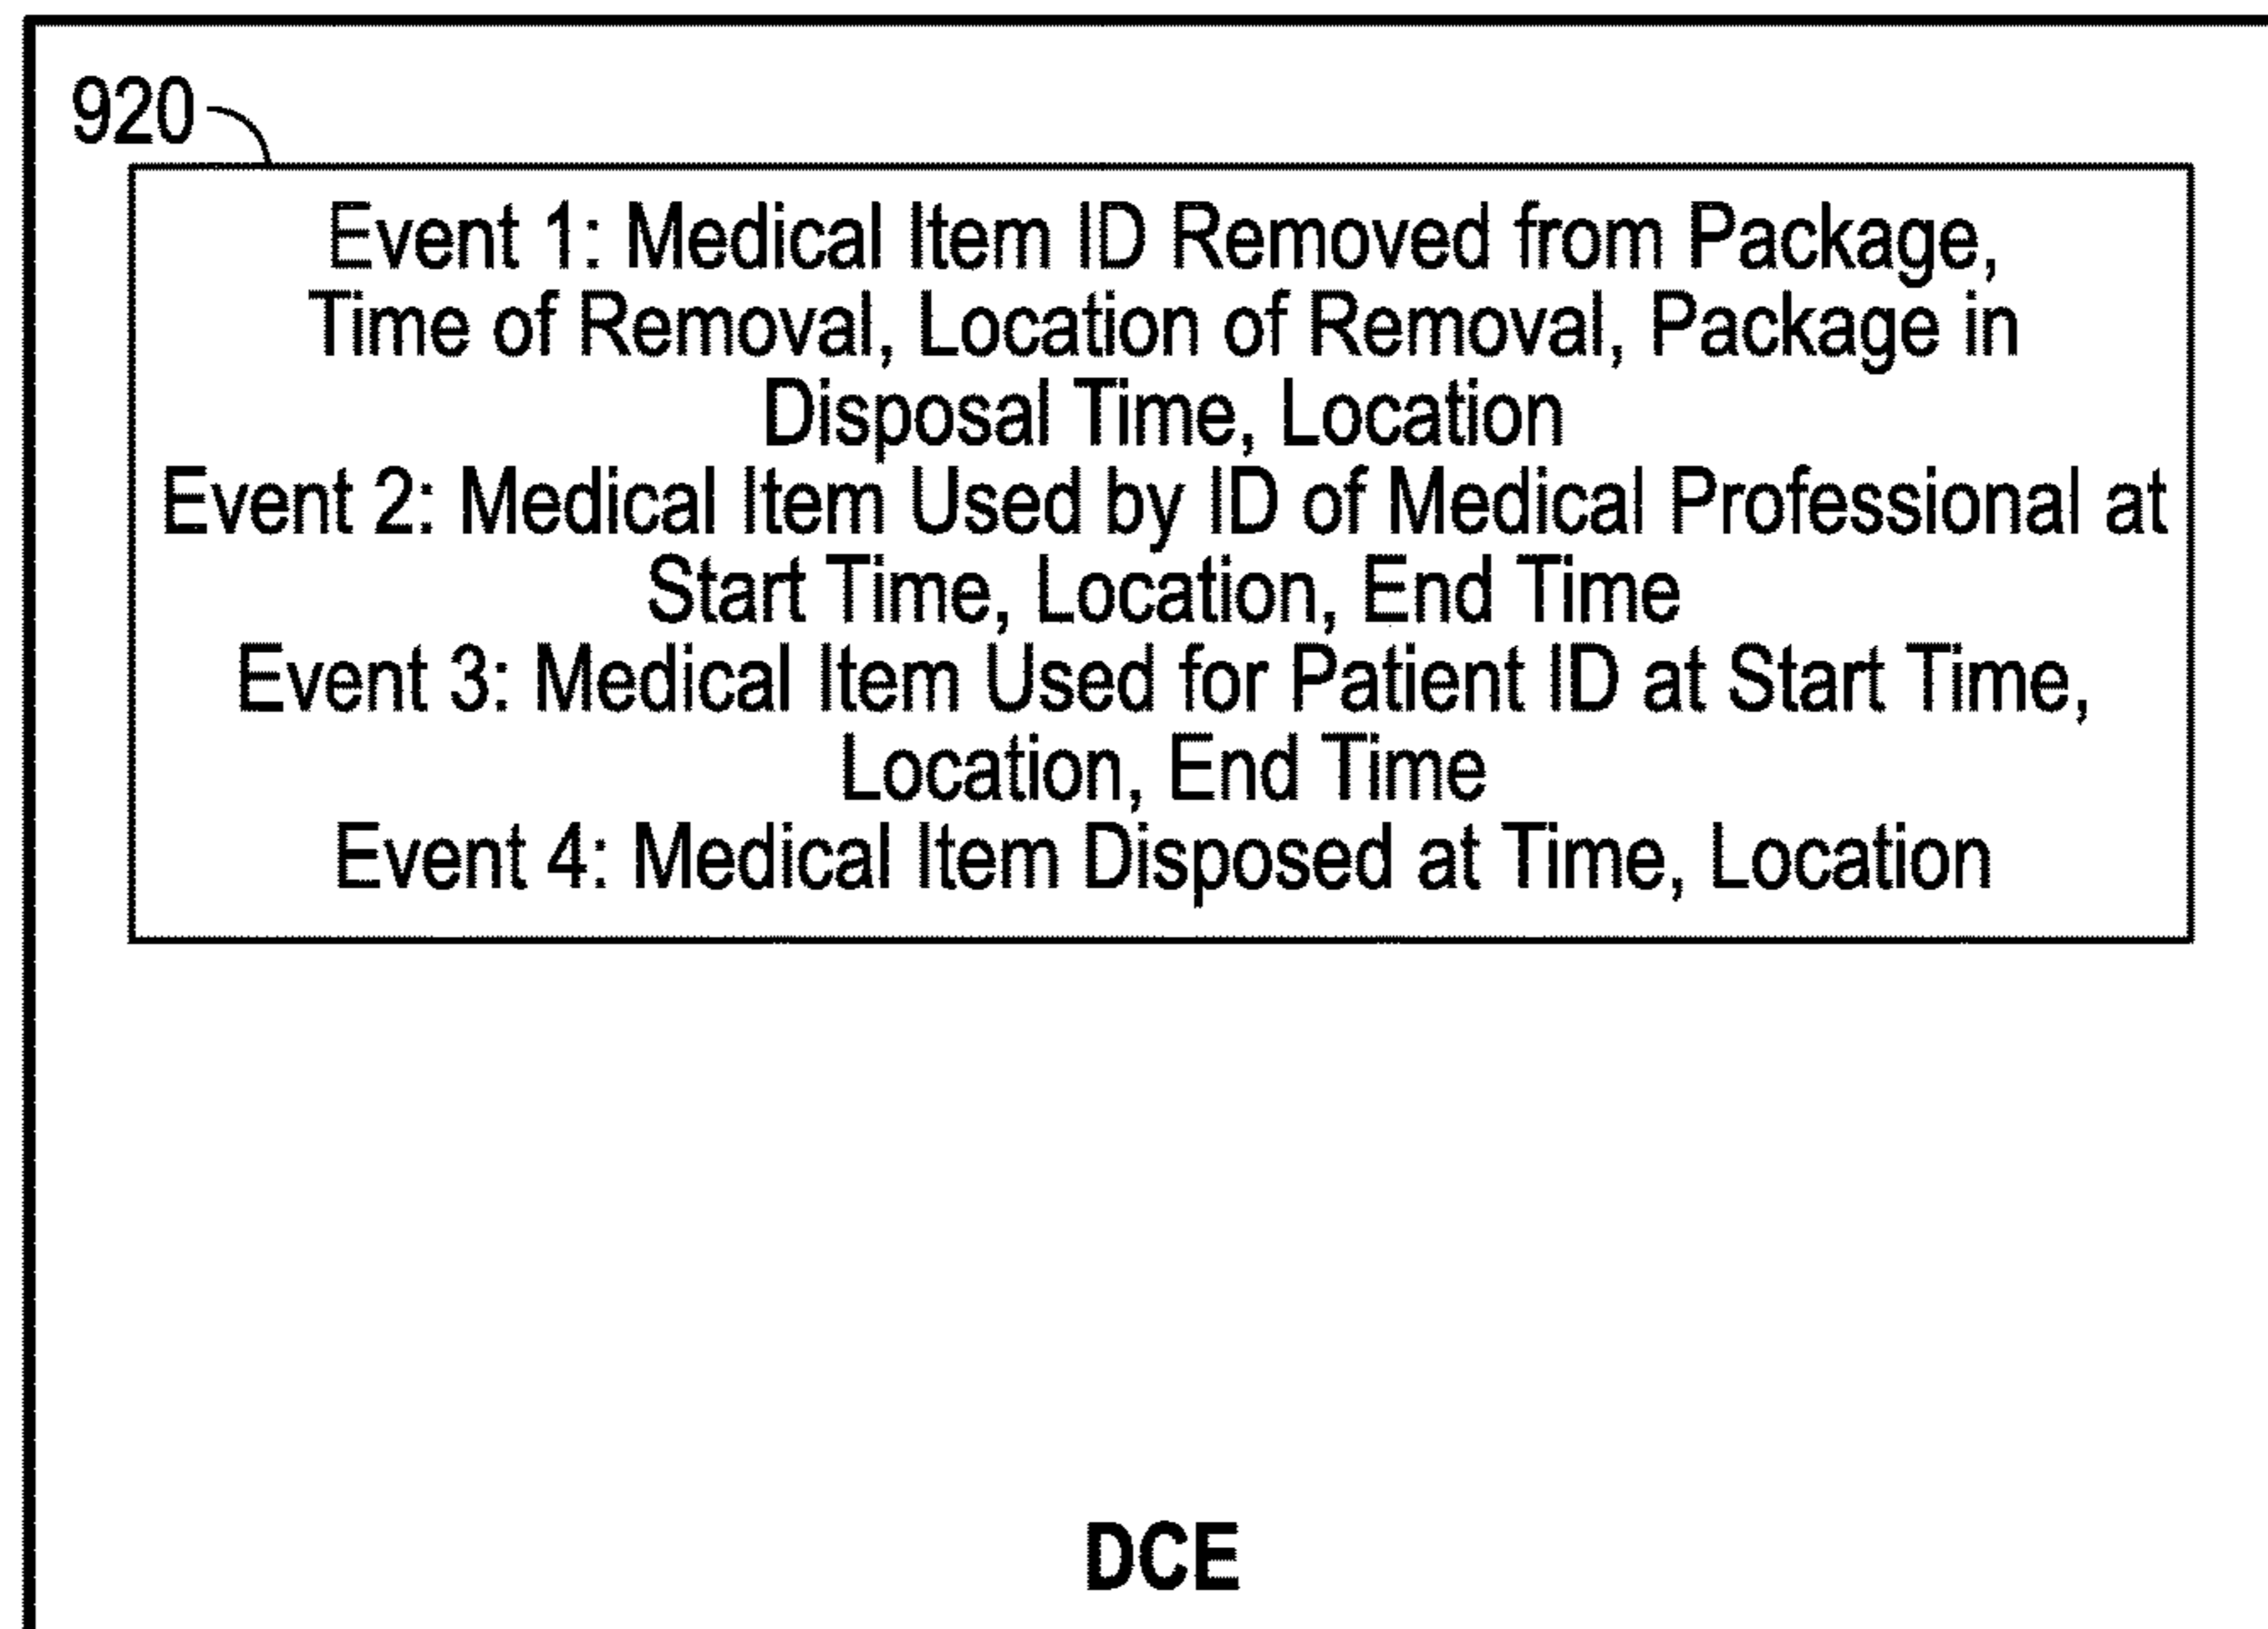 920
Event 1: Medical Item ID Removed from Package,
Time of Removal, Location of Removal, Package in
Disposal Time, Location
Event 2: Medical Item Used by ID of Medical Professional at
Start Time, Location, End Time
Event 3: Medical Item Used for Patient ID at Start Time,
Location, End Time
Event 4: Medical Item Disposed at Time, Location
DCE